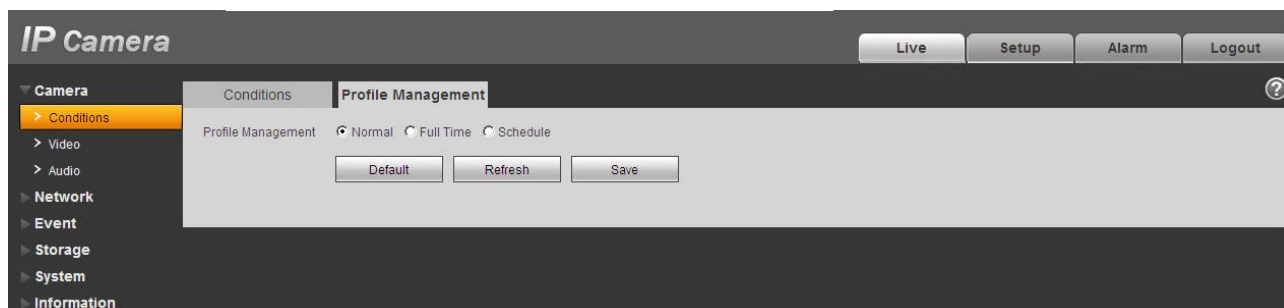 IP Camera
Live Setup Alarm Logout
Camera
Conditions Profile Management
?
Conditions
Profile Management Normal Full Time Schedule
Video
Audio
Default Refresh Save
Network
Event
Storage
System
Information